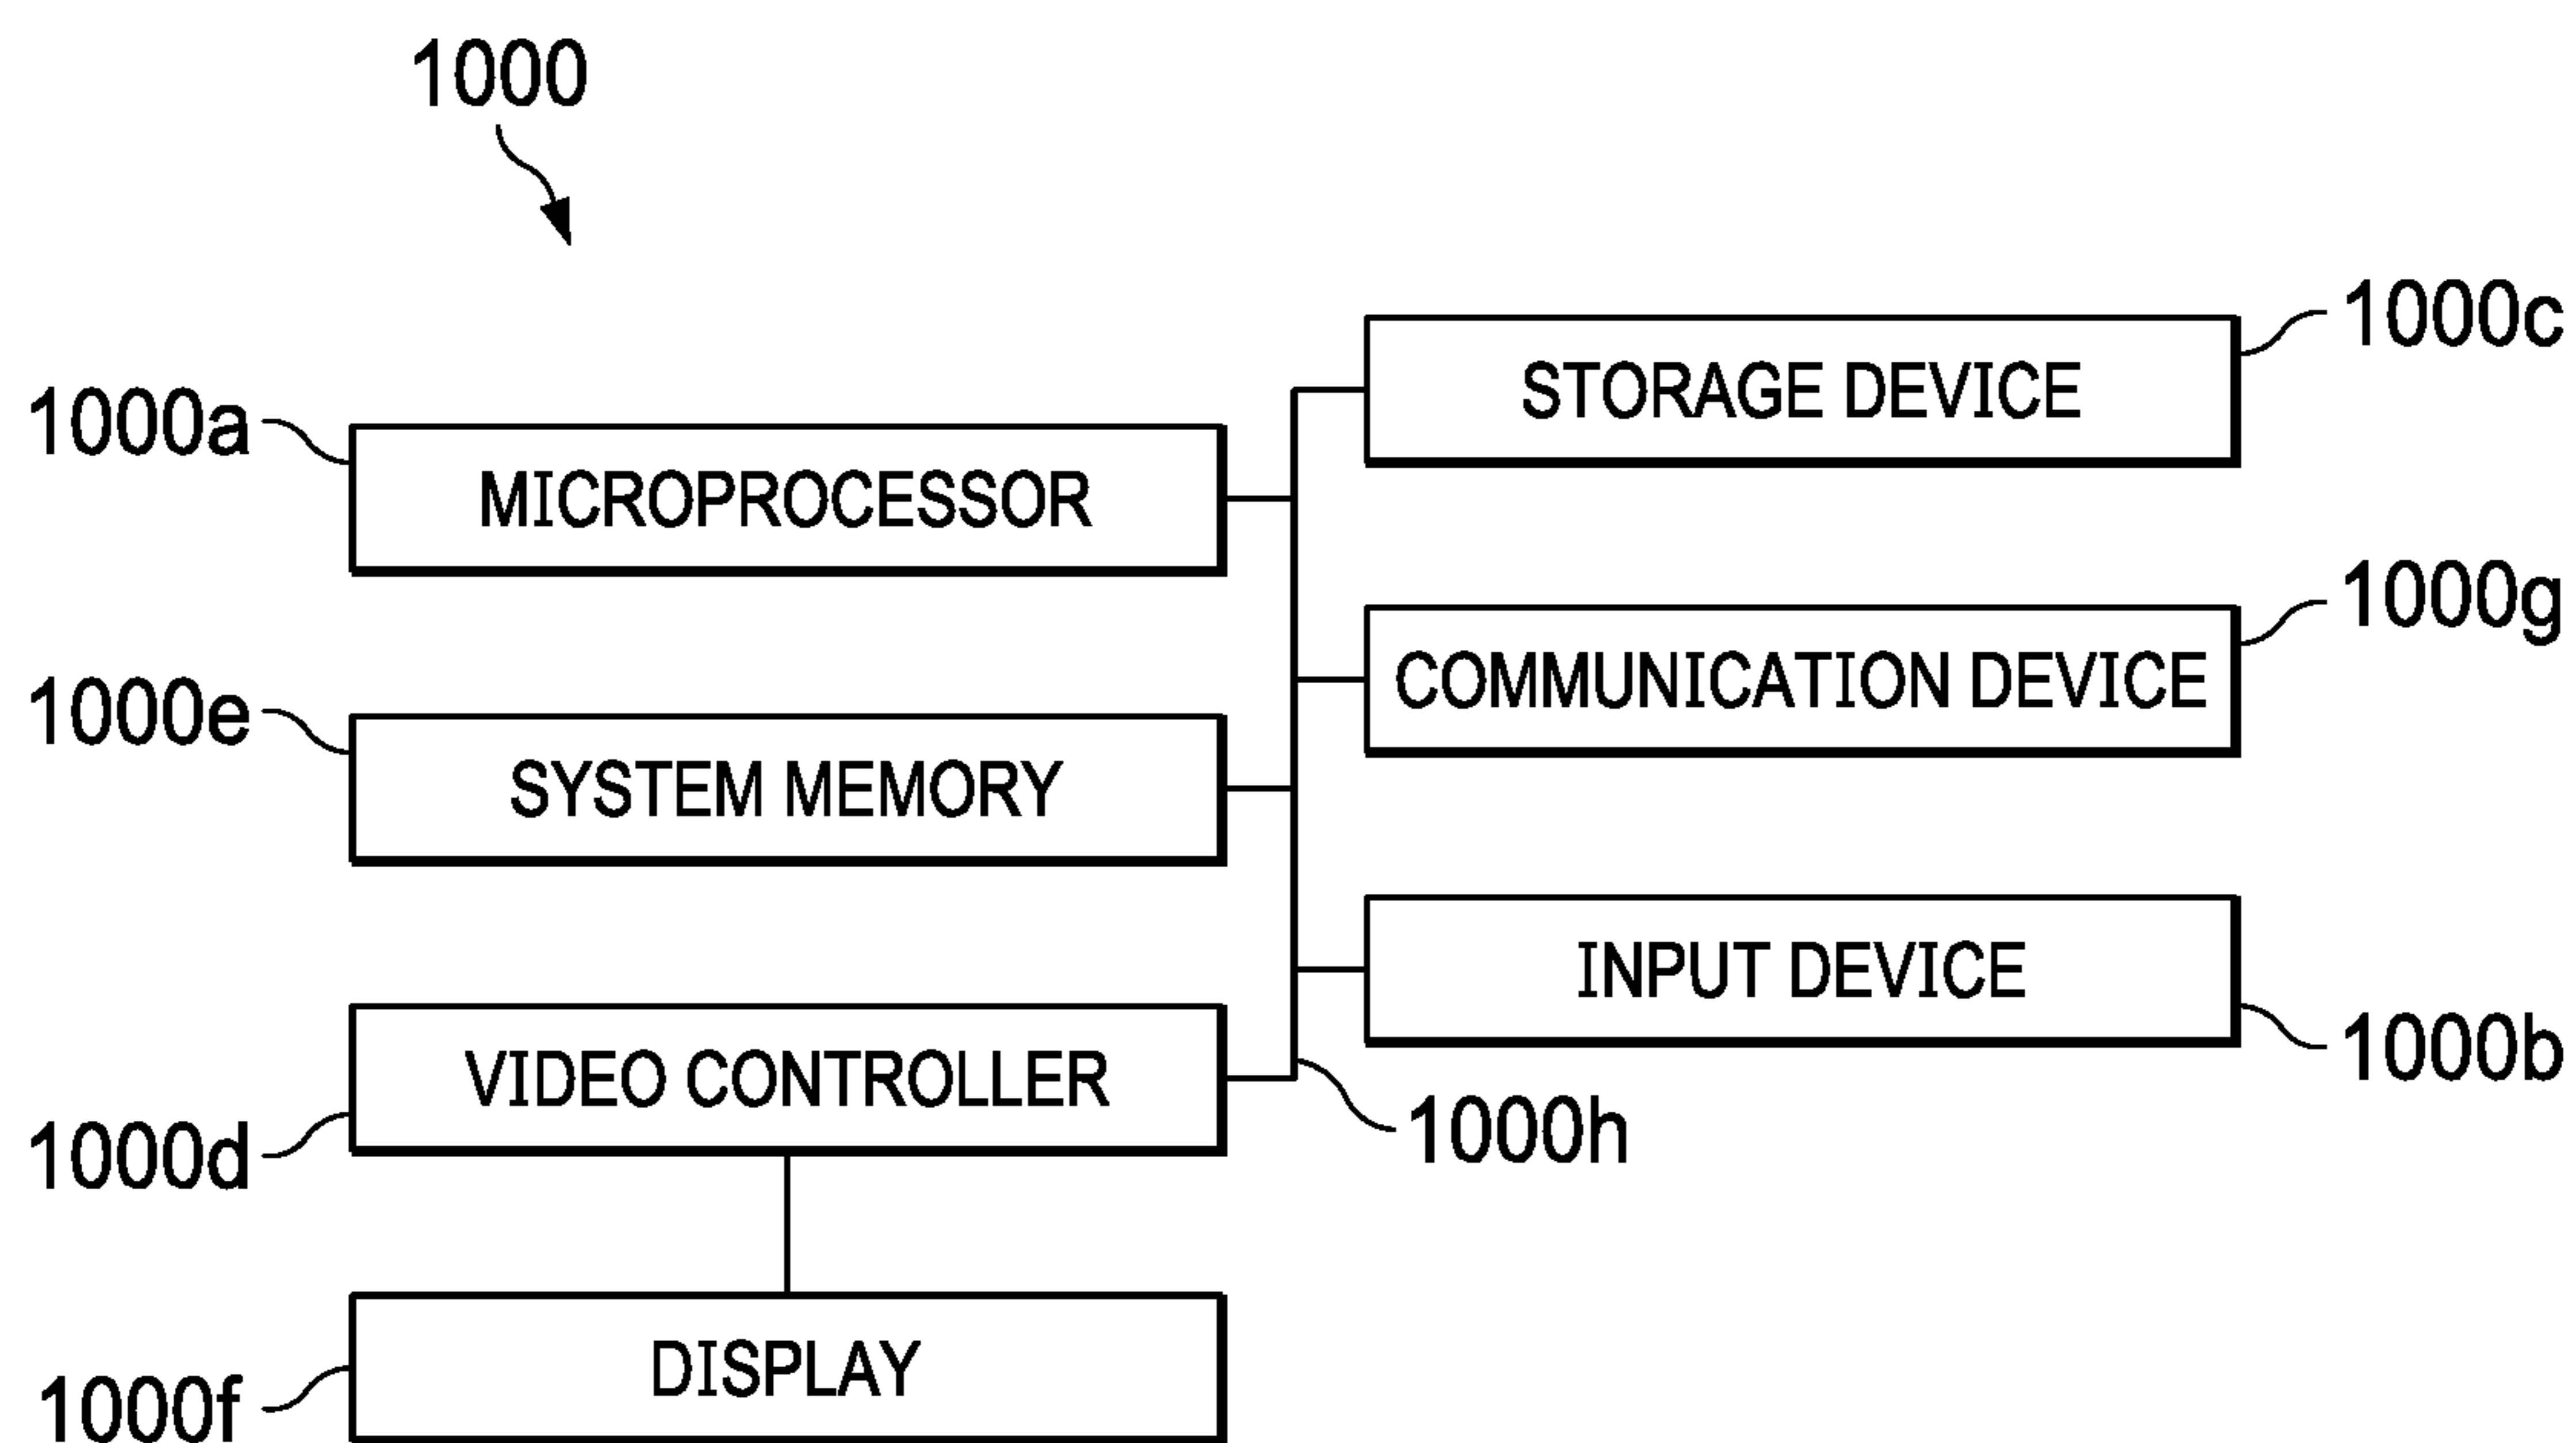 1000
1000c
STORAGE DEVICE
1000a
MICROPROCESSOR
1000g
COMMUNICATION DEVICE
1000e
SYSTEM MEMORY
INPUT DEVICE
1000b
VIDEO CONTROLLER
1000h
1000d
DISPLAY
1000f